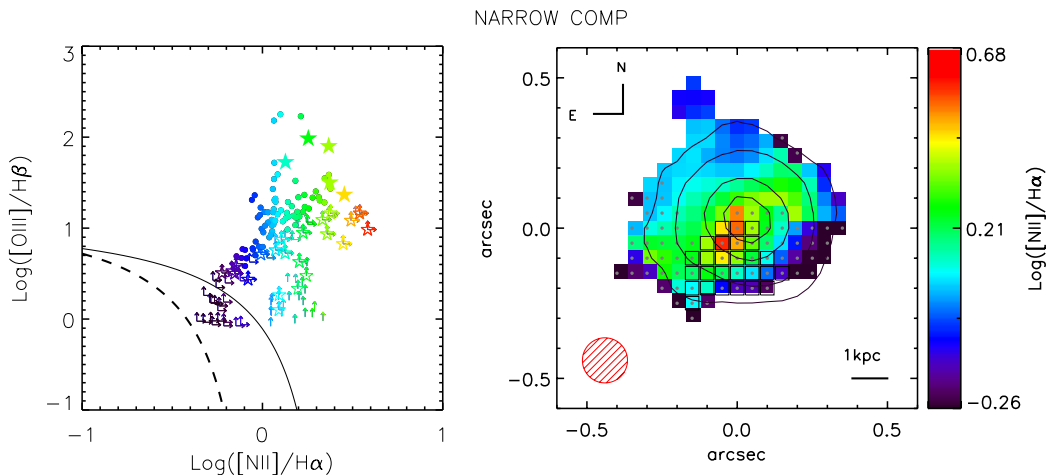 NARROW COMP
3
2
1
0
−1
Log([OIII]/Hβ)
−1
0
1
Log([NII]/Hα)
0.5
0.0
−0.5
arcsec
N
E
1kpc
−0.5
0.0
0.5
arcsec
0.68
0.21
−0.26
Log([NII]/Hα)